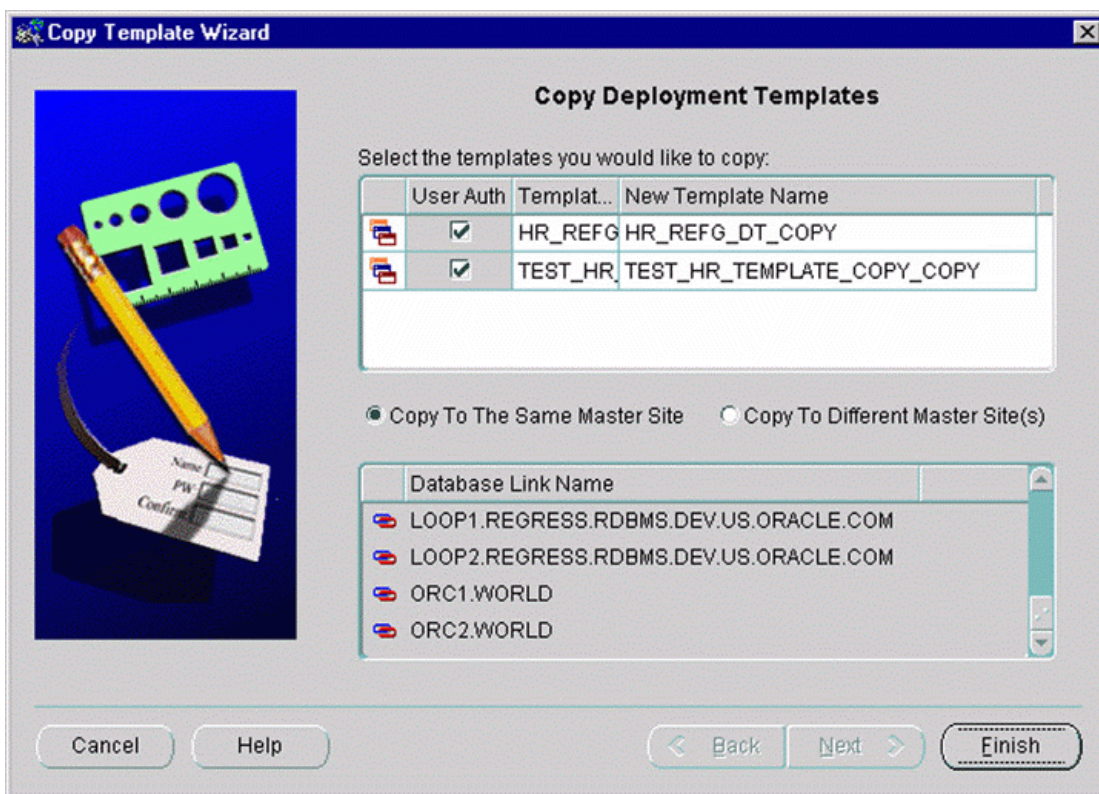 Copy Template Wizard
Copy Deployment Templates
Select the templates you would like to copy:
User Auth Templat... New Template Name
HR_REFG HR_REFG_DT_COPY
TEST_HR_ TEST_HR_TEMPLATE_COPY_COPY
Copy To The Same Master Site Copy To Different Master Site(s)
Name
PW
Confirm
Database Link Name
LOOP1.REGRESS.RDBMS.DEV.US.ORACLE.COM
LOOP2.REGRESS.RDBMS.DEV.US.ORACLE.COM
ORC1.WORLD
ORC2.WORLD
Cancel Help Back Next Finish